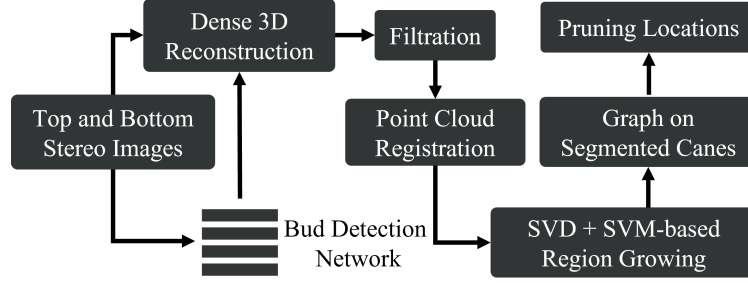 Dense 3D
Reconstruction
Filtration
Pruning Locations
Top and Bottom
Stereo Images
Point Cloud
Registration
Graph on
Segmented Canes
Bud Detection
Network
SVD + SVM-based
Region Growing